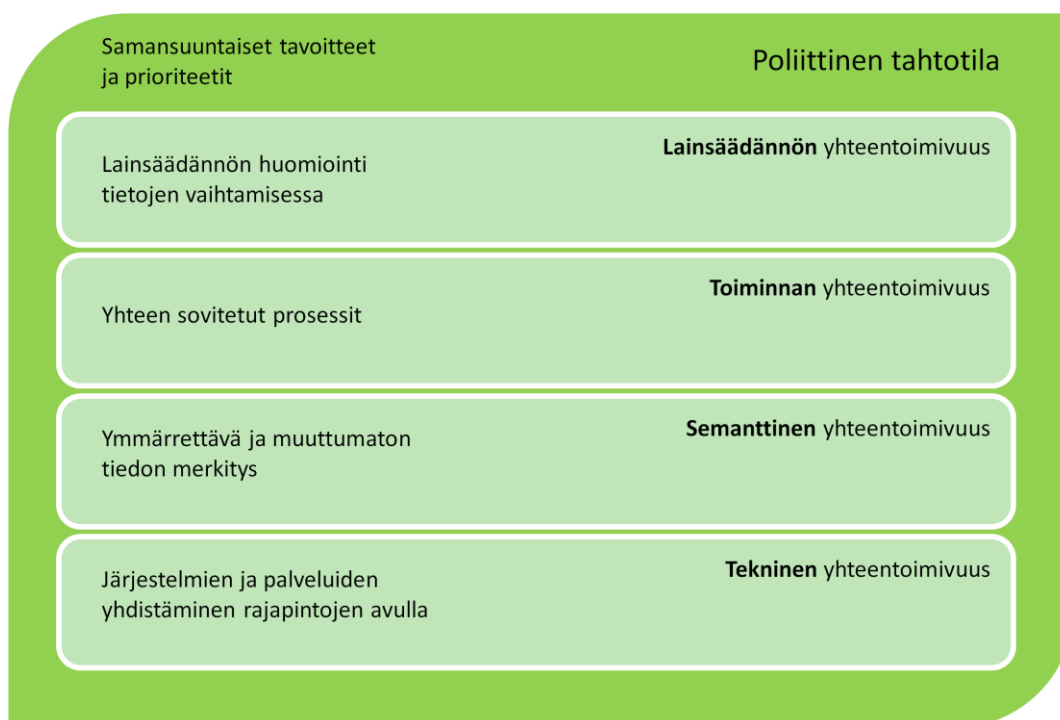 Samansuuntaiset tavoitteet
ja prioriteetit
Poliittinen tahtotila
Lainsäädännön huomiointi
tietojen vaihtamisessa
Lainsäädännön yhteentoimivuus
Yhteen sovitetut prosessit
Toiminnan yhteentoimivuus
Ymmärrettävä ja muuttumaton
tiedon merkitys
Semanttinen yhteentoimivuus
Järjestelmien ja palveluiden
yhdistäminen rajapintojen avulla
Tekninen yhteentoimivuus